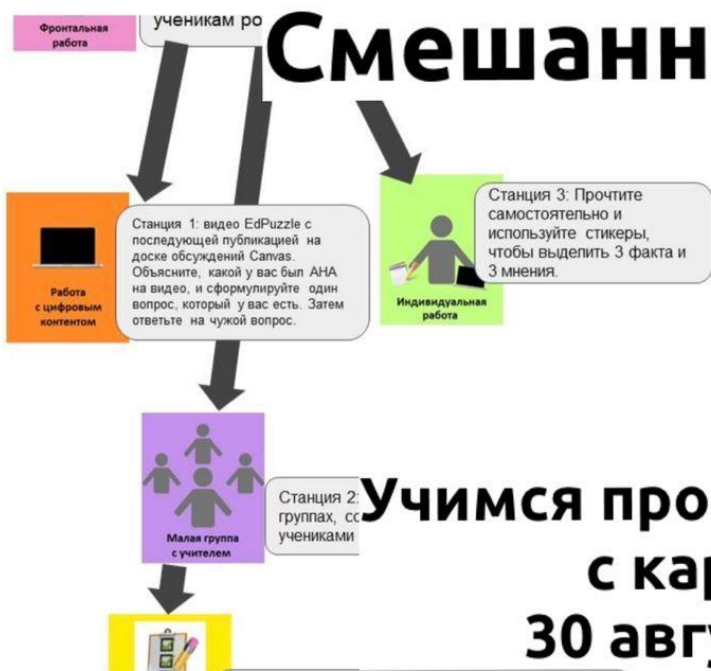 Фронтальная
работа
ученикам
Смешанн
Станция 1: видео EdPuzzle с
последующей публикацией на
доске обсуждений Canvas.
Объясните, какой у вас был АНА
на видео, и сформулируйте один
вопрос, который у вас есть. Затем
ответьте на чужой вопрос.
Работа
с цифровым
контентом
Станция 3: Прочтите
самостоятельно и
используйте стикеры,
чтобы выделить 3 факта и
3 мнения.
Индивидуальная
работа
Малая группа
с учителем
Станция 2:
группах,
учениками
Учимся про
с кар
30 авгу